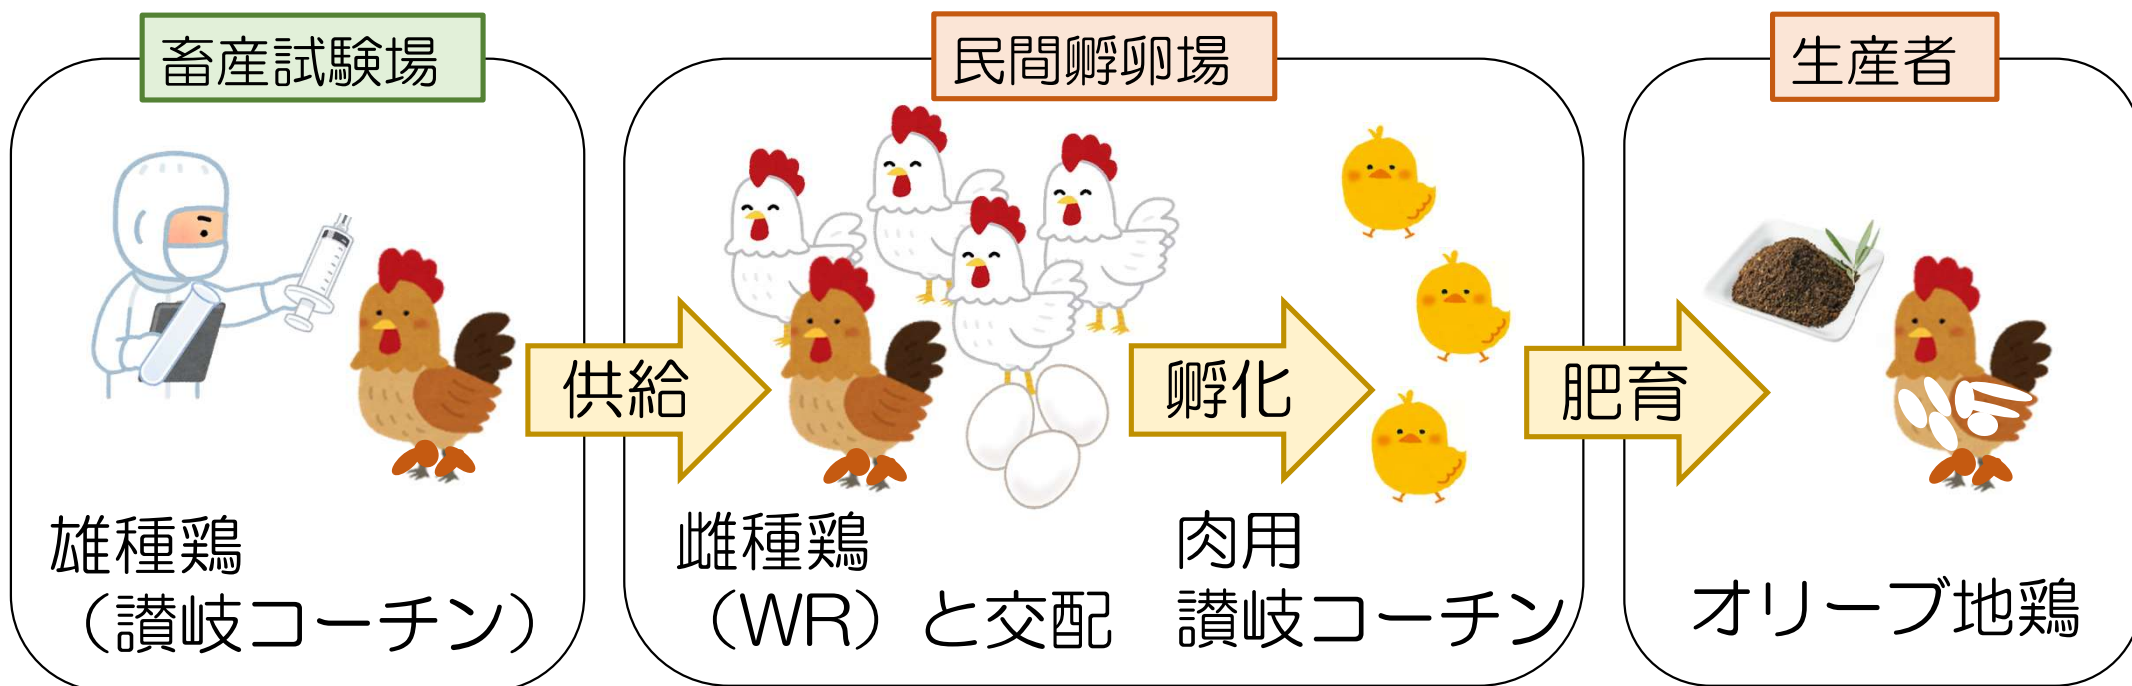 畜産試験場
雄種鶏
（讃岐コーチン）
供給
民間孵卵場
雌種鶏
（WR）と交配
孵化
肉用
讃岐コーチン
肥育
生産者
オリーブ地鶏